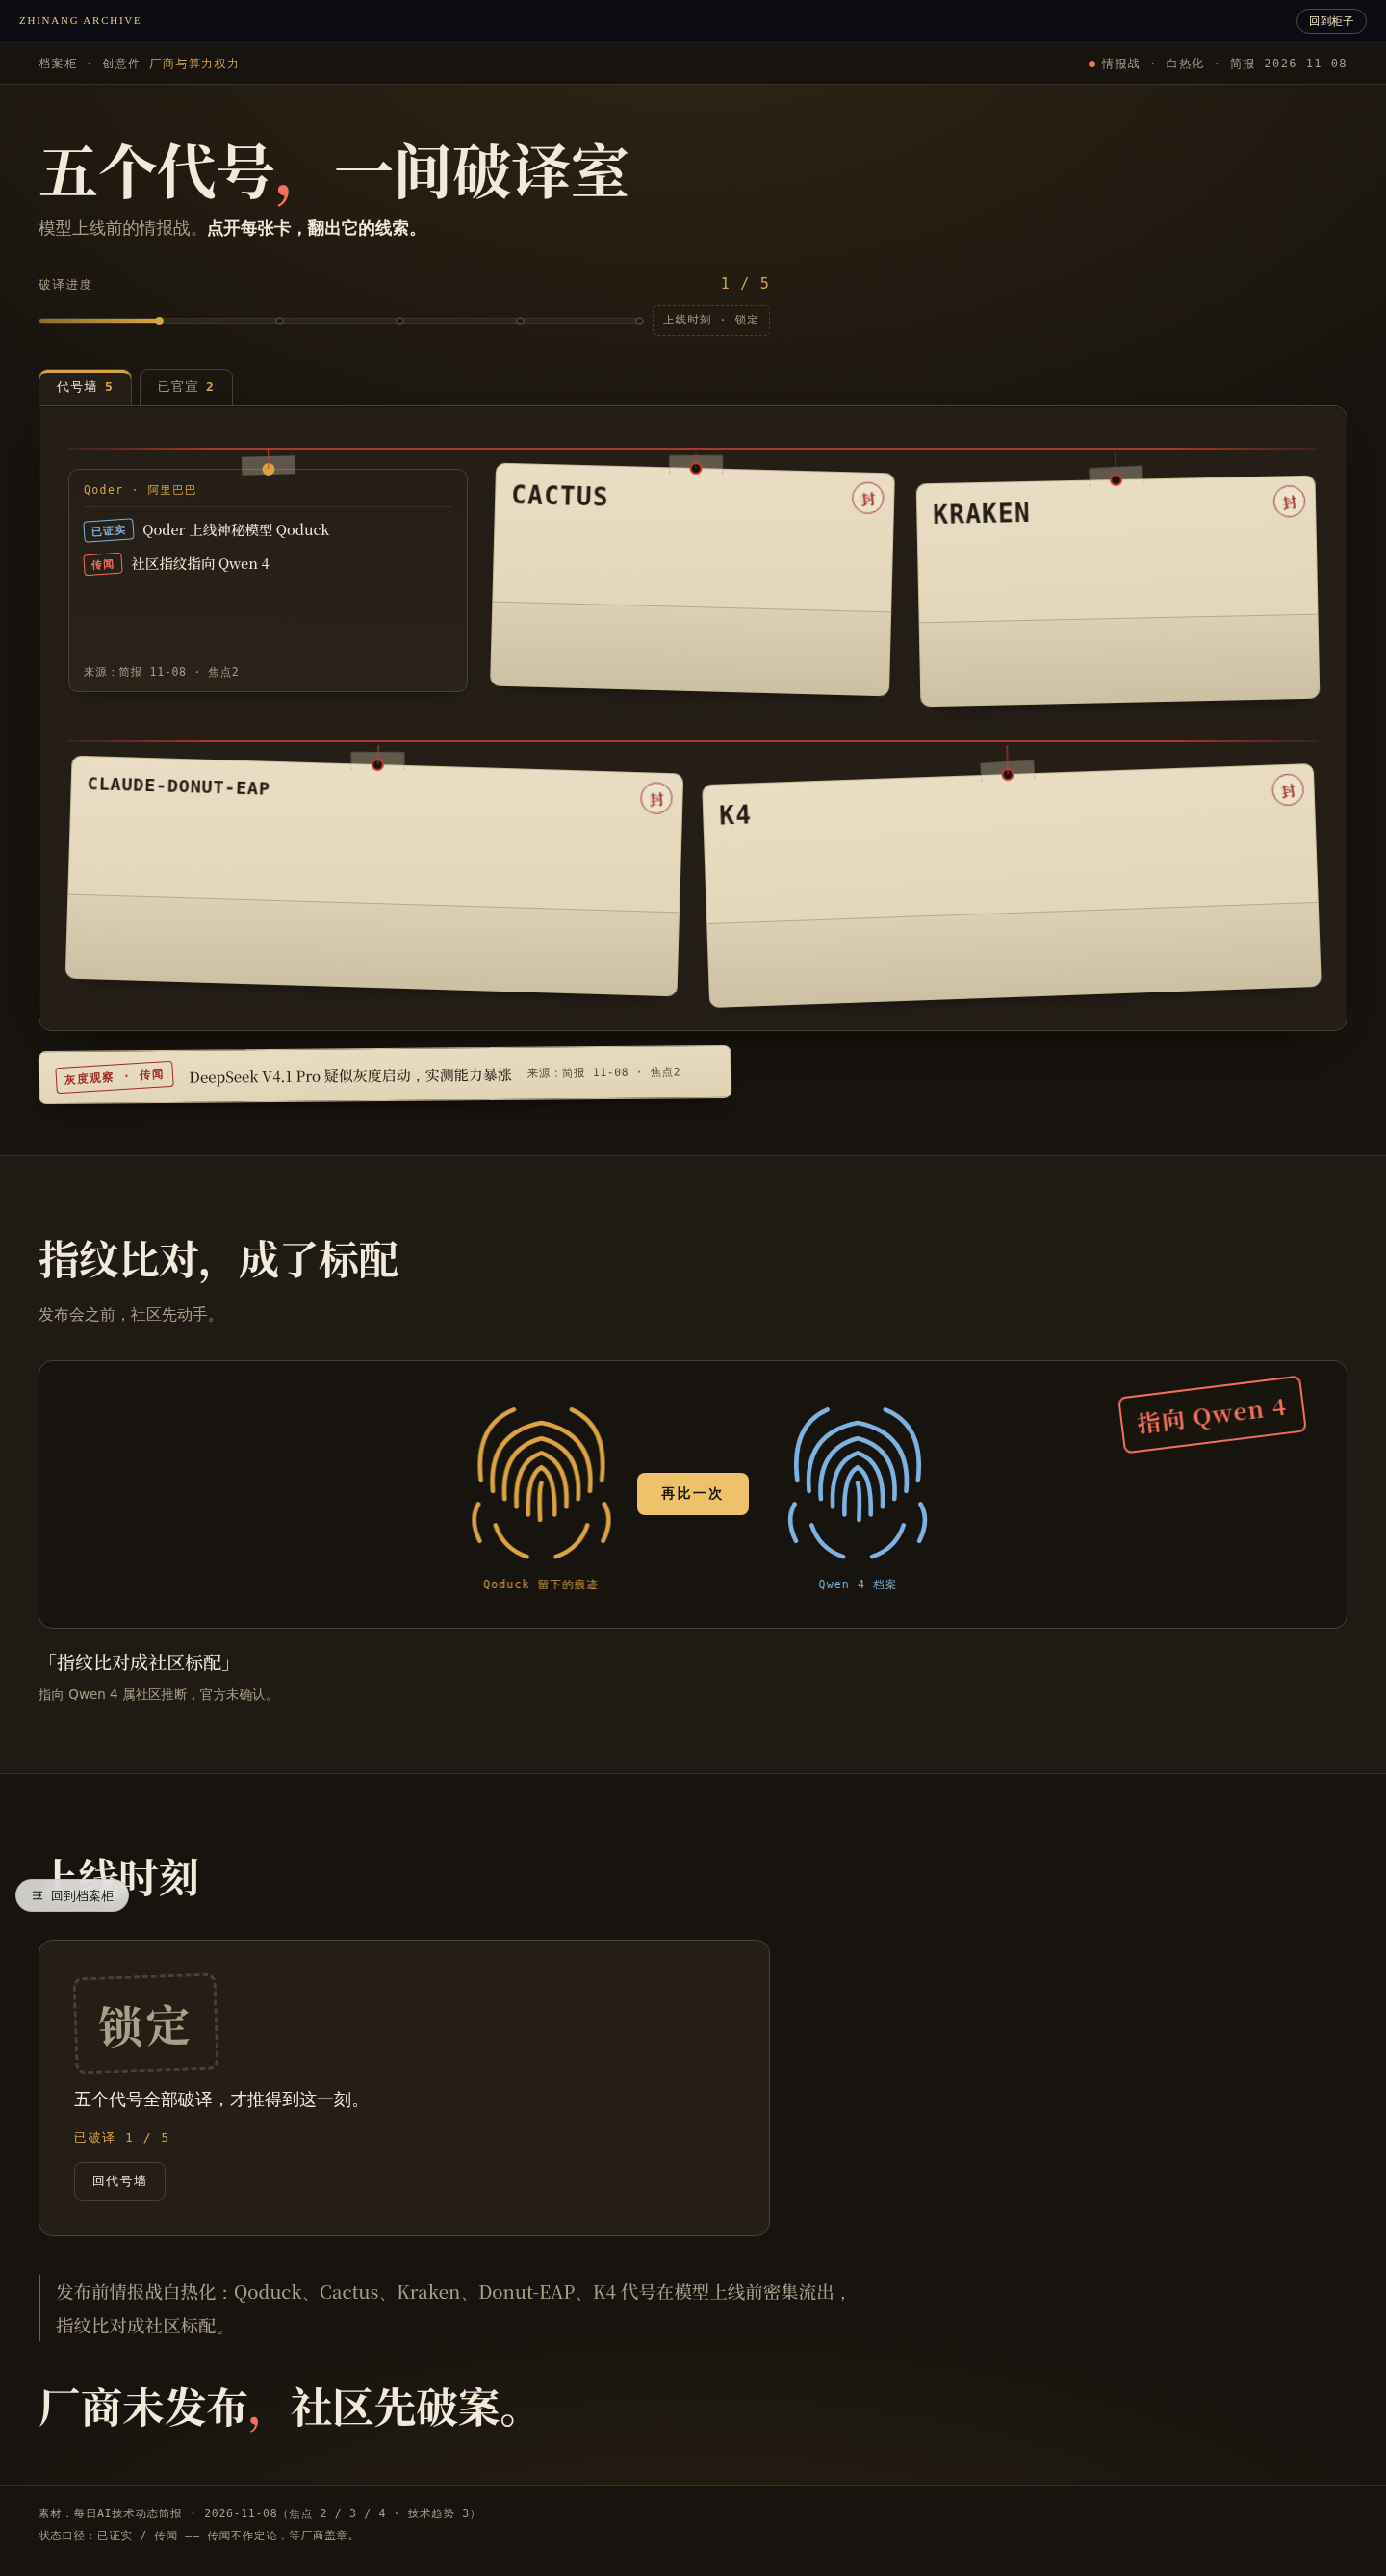 ZHINANG ARCHIVE
回到柜子
档案柜 · 创意件 厂商与算力权力
情报战 · 白热化 · 简报 2026-11-08
五个代号，一间破译室
模型上线前的情报战。点开每张卡，翻出它的线索。
破译进度
1 / 5
上线时刻 · 锁定
代号墙 5
已官宣 2
Qoder · 阿里巴巴
已证实 Qoder 上线神秘模型 Qoduck
传闻 社区指纹指向 Qwen 4
来源：简报 11-08 · 焦点2
CACTUS
封
KRAKEN
封
CLAUDE-DONUT-EAP
封
K4
封
灰度观察 · 传闻 DeepSeek V4.1 Pro 疑似灰度启动，实测能力暴涨 来源：简报 11-08 · 焦点2
指纹比对，成了标配
发布会之前，社区先动手。
指向 Qwen 4
再比一次
Qoduck 留下的痕迹
Qwen 4 档案
「指纹比对成社区标配」
指向 Qwen 4 属社区推断，官方未确认。
上线时刻
回到档案柜
锁定
五个代号全部破译，才推得到这一刻。
已破译 1 / 5
回代号墙
发布前情报战白热化：Qoduck、Cactus、Kraken、Donut-EAP、K4 代号在模型上线前密集流出，
指纹比对成社区标配。
厂商未发布，社区先破案。
素材：每日AI技术动态简报 · 2026-11-08（焦点 2 / 3 / 4 · 技术趋势 3）
状态口径：已证实 / 传闻 —— 传闻不作定论，等厂商盖章。